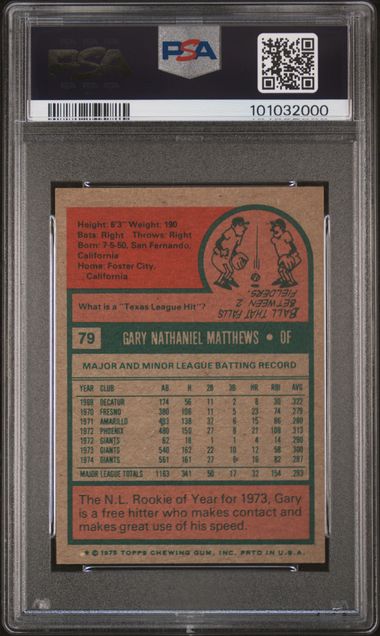 PSA
PSA
101032000
Height: 6'3" Weight: 190
Bats: Right Throws: Right
Born: 7-5-50, San Fernando,
California
Home: Foster City,
California
BALL THAT FALLS
BETWEEN 2
FIELDERS.
What is a "Texas League Hit"?
79 GARY NATHANIEL MATTHEWS • OF
MAJOR AND MINOR LEAGUE BATTING RECORD
YEAR CLUB AB. H. 2B 3B HR RBI AVG.
1969 DECATUR 174 56 11 2 8 30 322
1970 FRESNO 380 106 11 5 23 74 279
1971 AMARILLO 433 133 22 6 15 86 
1972 PHOENIX 480 150 27 8 21 108 313
1972 GIANTS 62 18 1 1 4 14 290
1973 GIANTS 540 162 22 10 12 58 300
1974 GIANTS 561 161 27 6 16 82 287
MAJOR LEAGUE TOTALS 1163 341 50 17 32 154 293
The N.L. Rookie of Year for 1973, Gary
is a free hitter who makes contact and
makes great use of his speed.
★ © 1975 TOPPS CHEWING GUM, INC. PRTD IN U.S.A.